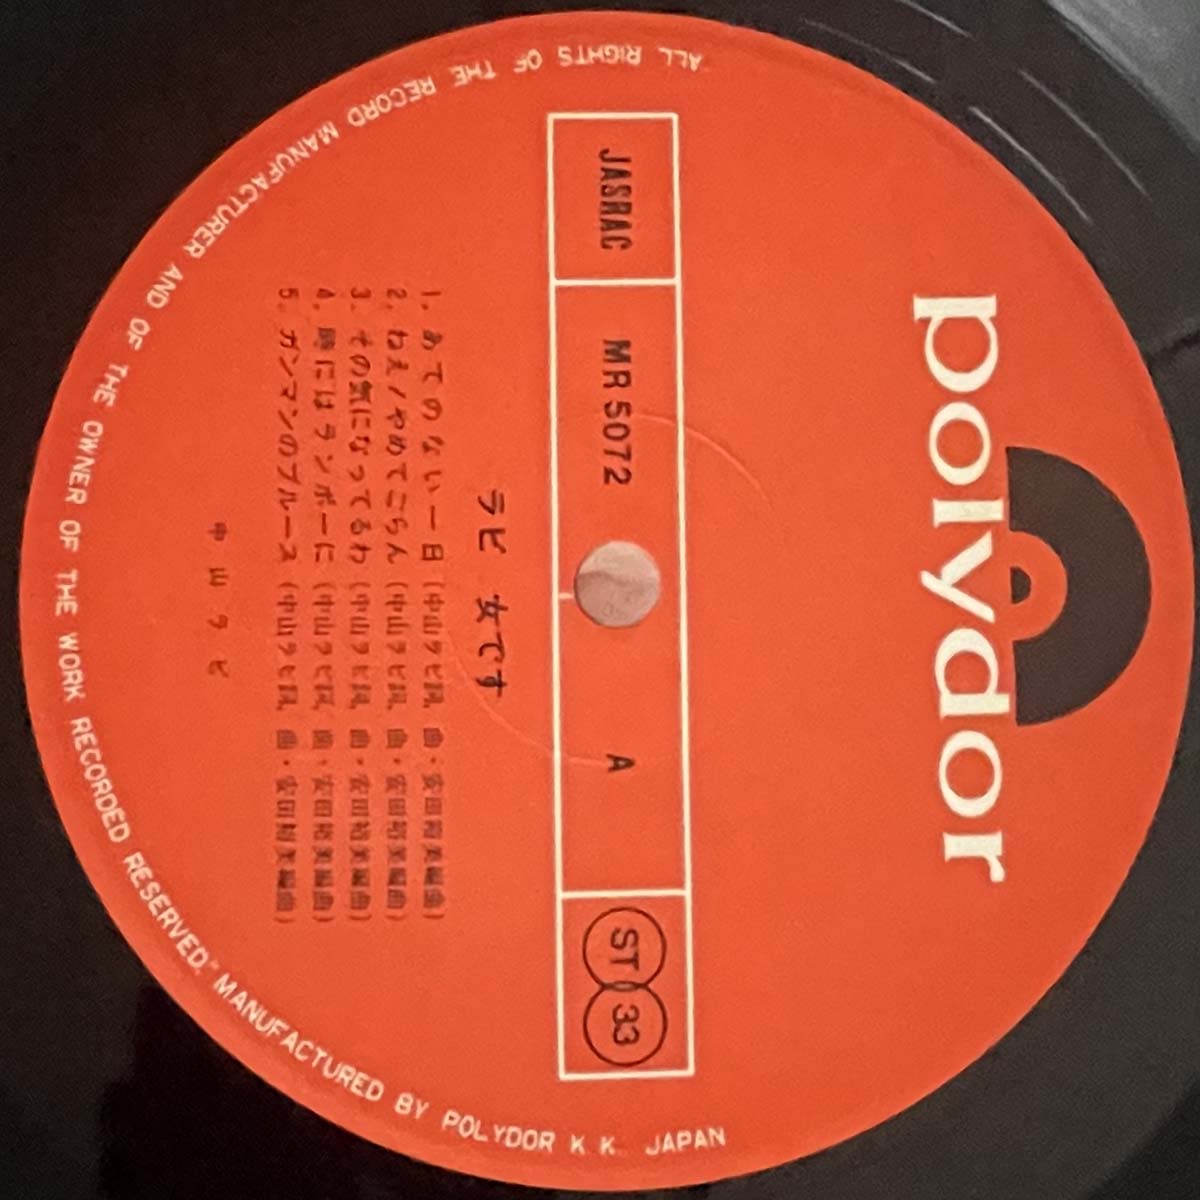 polydor
JASRAC
MR 5072
A
ST 33
ラビ 女です
1. あてのない一日 (中山ラビ詞、曲・安田裕美編曲)
2. ねえ!やめてごらん (中山ラビ詞、曲・安田裕美編曲)
3. その気になってるわ (中山ラビ詞、曲・安田裕美編曲)
4. 時にはランボーに (中山ラビ詞、曲・安田裕美編曲)
5. ガンマンのブルース (中山ラビ詞、曲・安田裕美編曲)
中山ラビ
"ALL RIGHTS OF THE RECORD MANUFACTURER AND OF THE OWNER OF THE WORK RECORDED RESERVED." MANUFACTURED BY POLYDOR K.K. JAPAN